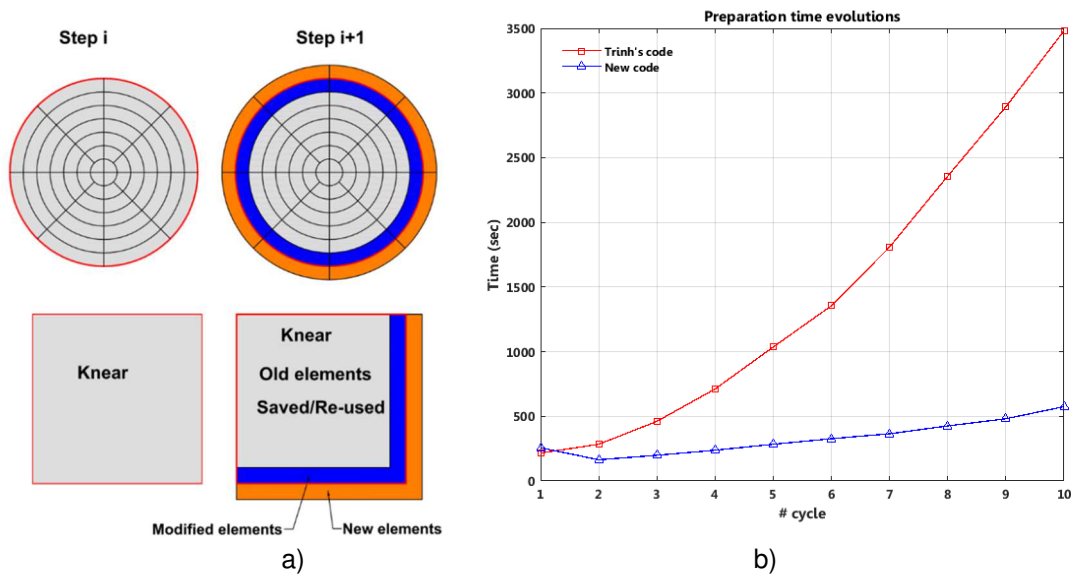 Step i
Step i+1
Knear
Knear
Old elements
Saved/Re-used
Modified elements
New elements
a)
Preparation time evolutions
Trinh's code
New code
Time (sec)
3500
3000
2500
2000
1500
1000
500
0
1 2 3 4 5 6 7 8 9 10
# cycle
b)